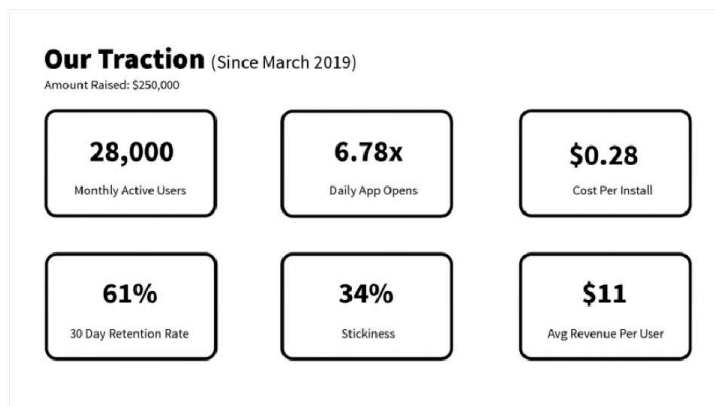 Our Traction (Since March 2019)
Amount Raised: $250,000
28,000
Monthly Active Users
6.78x
Daily App Opens
$0.28
Cost Per Install
61%
30 Day Retention Rate
34%
Stickiness
$11
Avg Revenue Per User